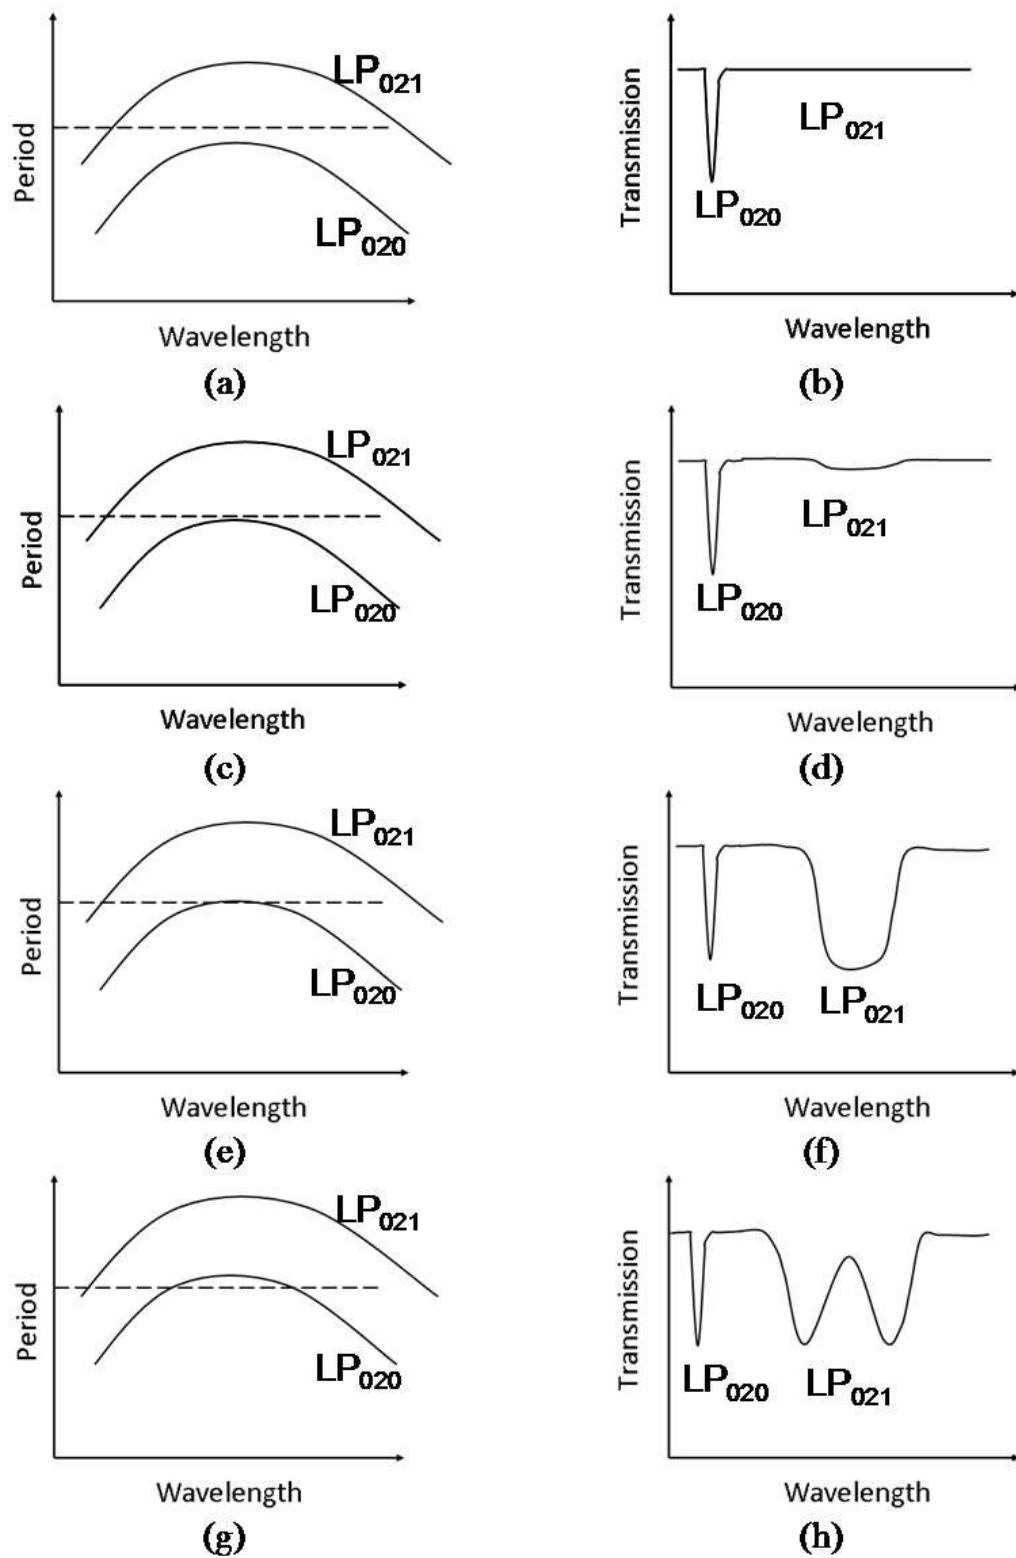 LP021
Period
LP020
Wavelength
(a)
Transmission
LP021
LP020
Wavelength
(b)
LP021
Period
LP020
Wavelength
(c)
Transmission
LP021
LP020
Wavelength
(d)
LP021
Period
LP020
Wavelength
(e)
Transmission
LP020
LP021
Wavelength
(f)
LP021
Period
LP020
Wavelength
(g)
Transmission
LP020
LP021
Wavelength
(h)